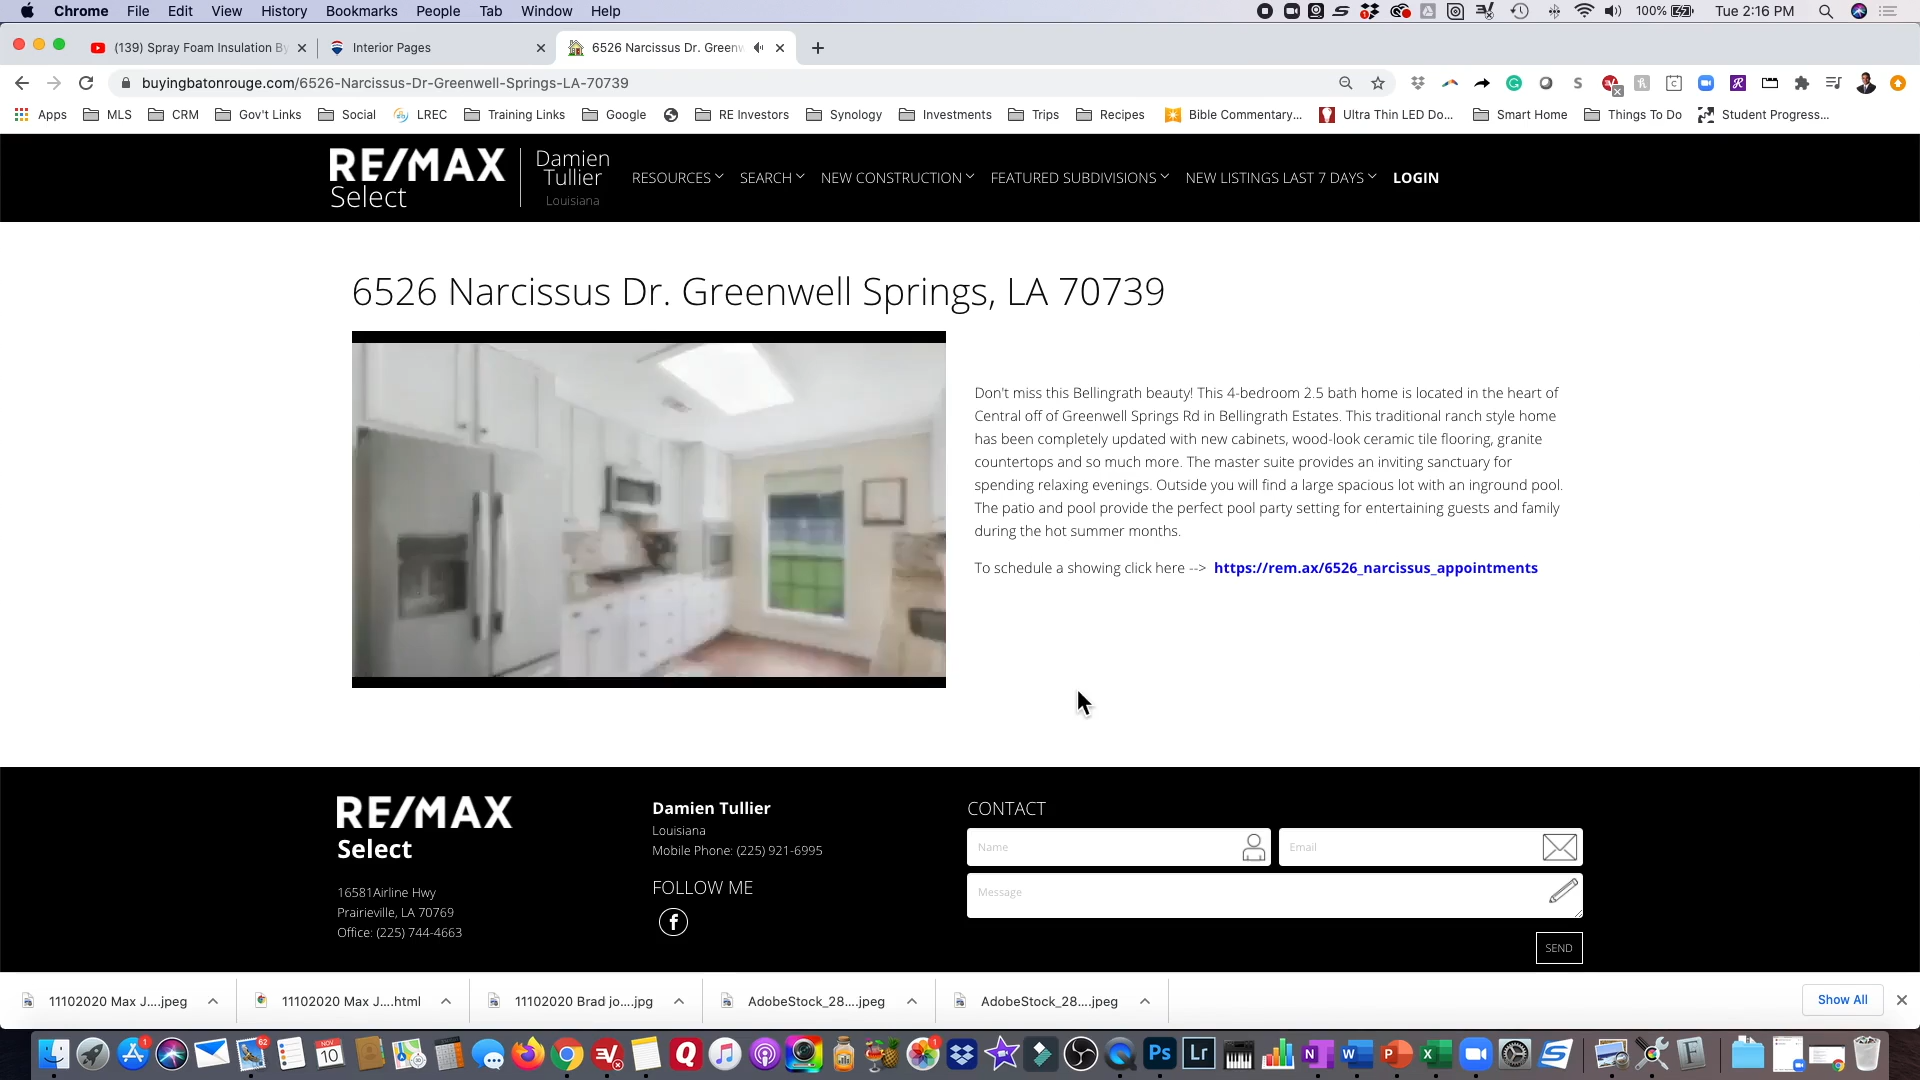 Chrome File Edit View History Bookmarks People Tab Window Help 100% Tue 2:16 PM
(139) Spray Foam Insulation By Interior Pages 6526 Narcissus Dr. Greenw
buyingbatonrouge.com/6526-Narcissus-Dr-Greenwell-Springs-LA-70739
Apps MLS CRM Gov't Links Social LREC Training Links Google RE Investors Synology Investments Trips Recipes Bible Commentary... Ultra Thin LED Do... Smart Home Things To Do Student Progress...
RE/MAX
Select
Damien
Tullier
Louisiana
RESOURCES SEARCH NEW CONSTRUCTION FEATURED SUBDIVISIONS NEW LISTINGS LAST 7 DAYS LOGIN
6526 Narcissus Dr. Greenwell Springs, LA 70739
Don't miss this Bellingrath beauty! This 4-bedroom 2.5 bath home is located in the heart of
Central off of Greenwell Springs Rd in Bellingrath Estates. This traditional ranch style home
has been completely updated with new cabinets, wood-look ceramic tile flooring, granite
countertops and so much more. The master suite provides an inviting sanctuary for
spending relaxing evenings. Outside you will find a large spacious lot with an inground pool.
The patio and pool provide the perfect pool party setting for entertaining guests and family
during the hot summer months.
To schedule a showing click here --> https://rem.ax/6526_narcissus_appointments
RE/MAX
Select
16581Airline Hwy
Prairieville, LA 70769
Office: (225) 744-4663
Damien Tullier
Louisiana
Mobile Phone: (225) 921-6995
FOLLOW ME
CONTACT
Name Email
Message
SEND
11102020 Max J....jpeg 11102020 Max J....html 11102020 Brad jo....jpg AdobeStock_28....jpeg AdobeStock_28....jpeg Show All